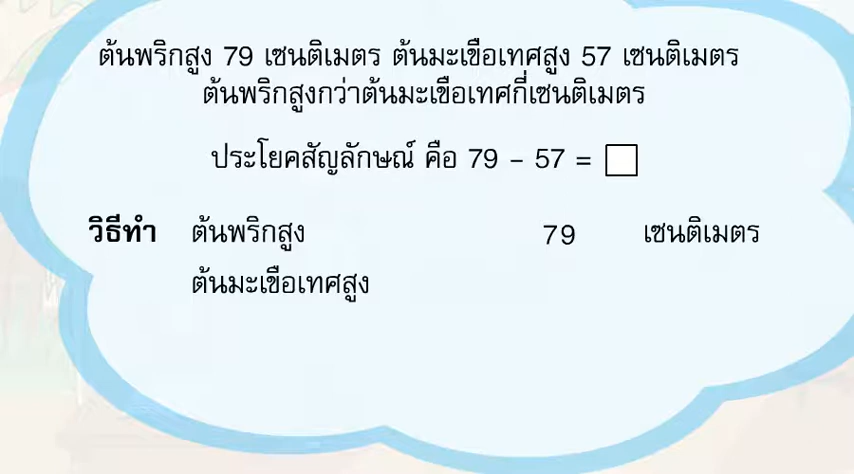 ต้นพริกสูง 79 เซนติเมตร ต้นมะเขือเทศสูง 57 เซนติเมตร
ต้นพริกสูงกว่าต้นมะเขือเทศกี่เซนติเมตร
ประโยคสัญลักษณ์ คือ 79 – 57 = □
วิธีทำ ต้นพริกสูง 79 เซนติเมตร
ต้นมะเขือเทศสูง